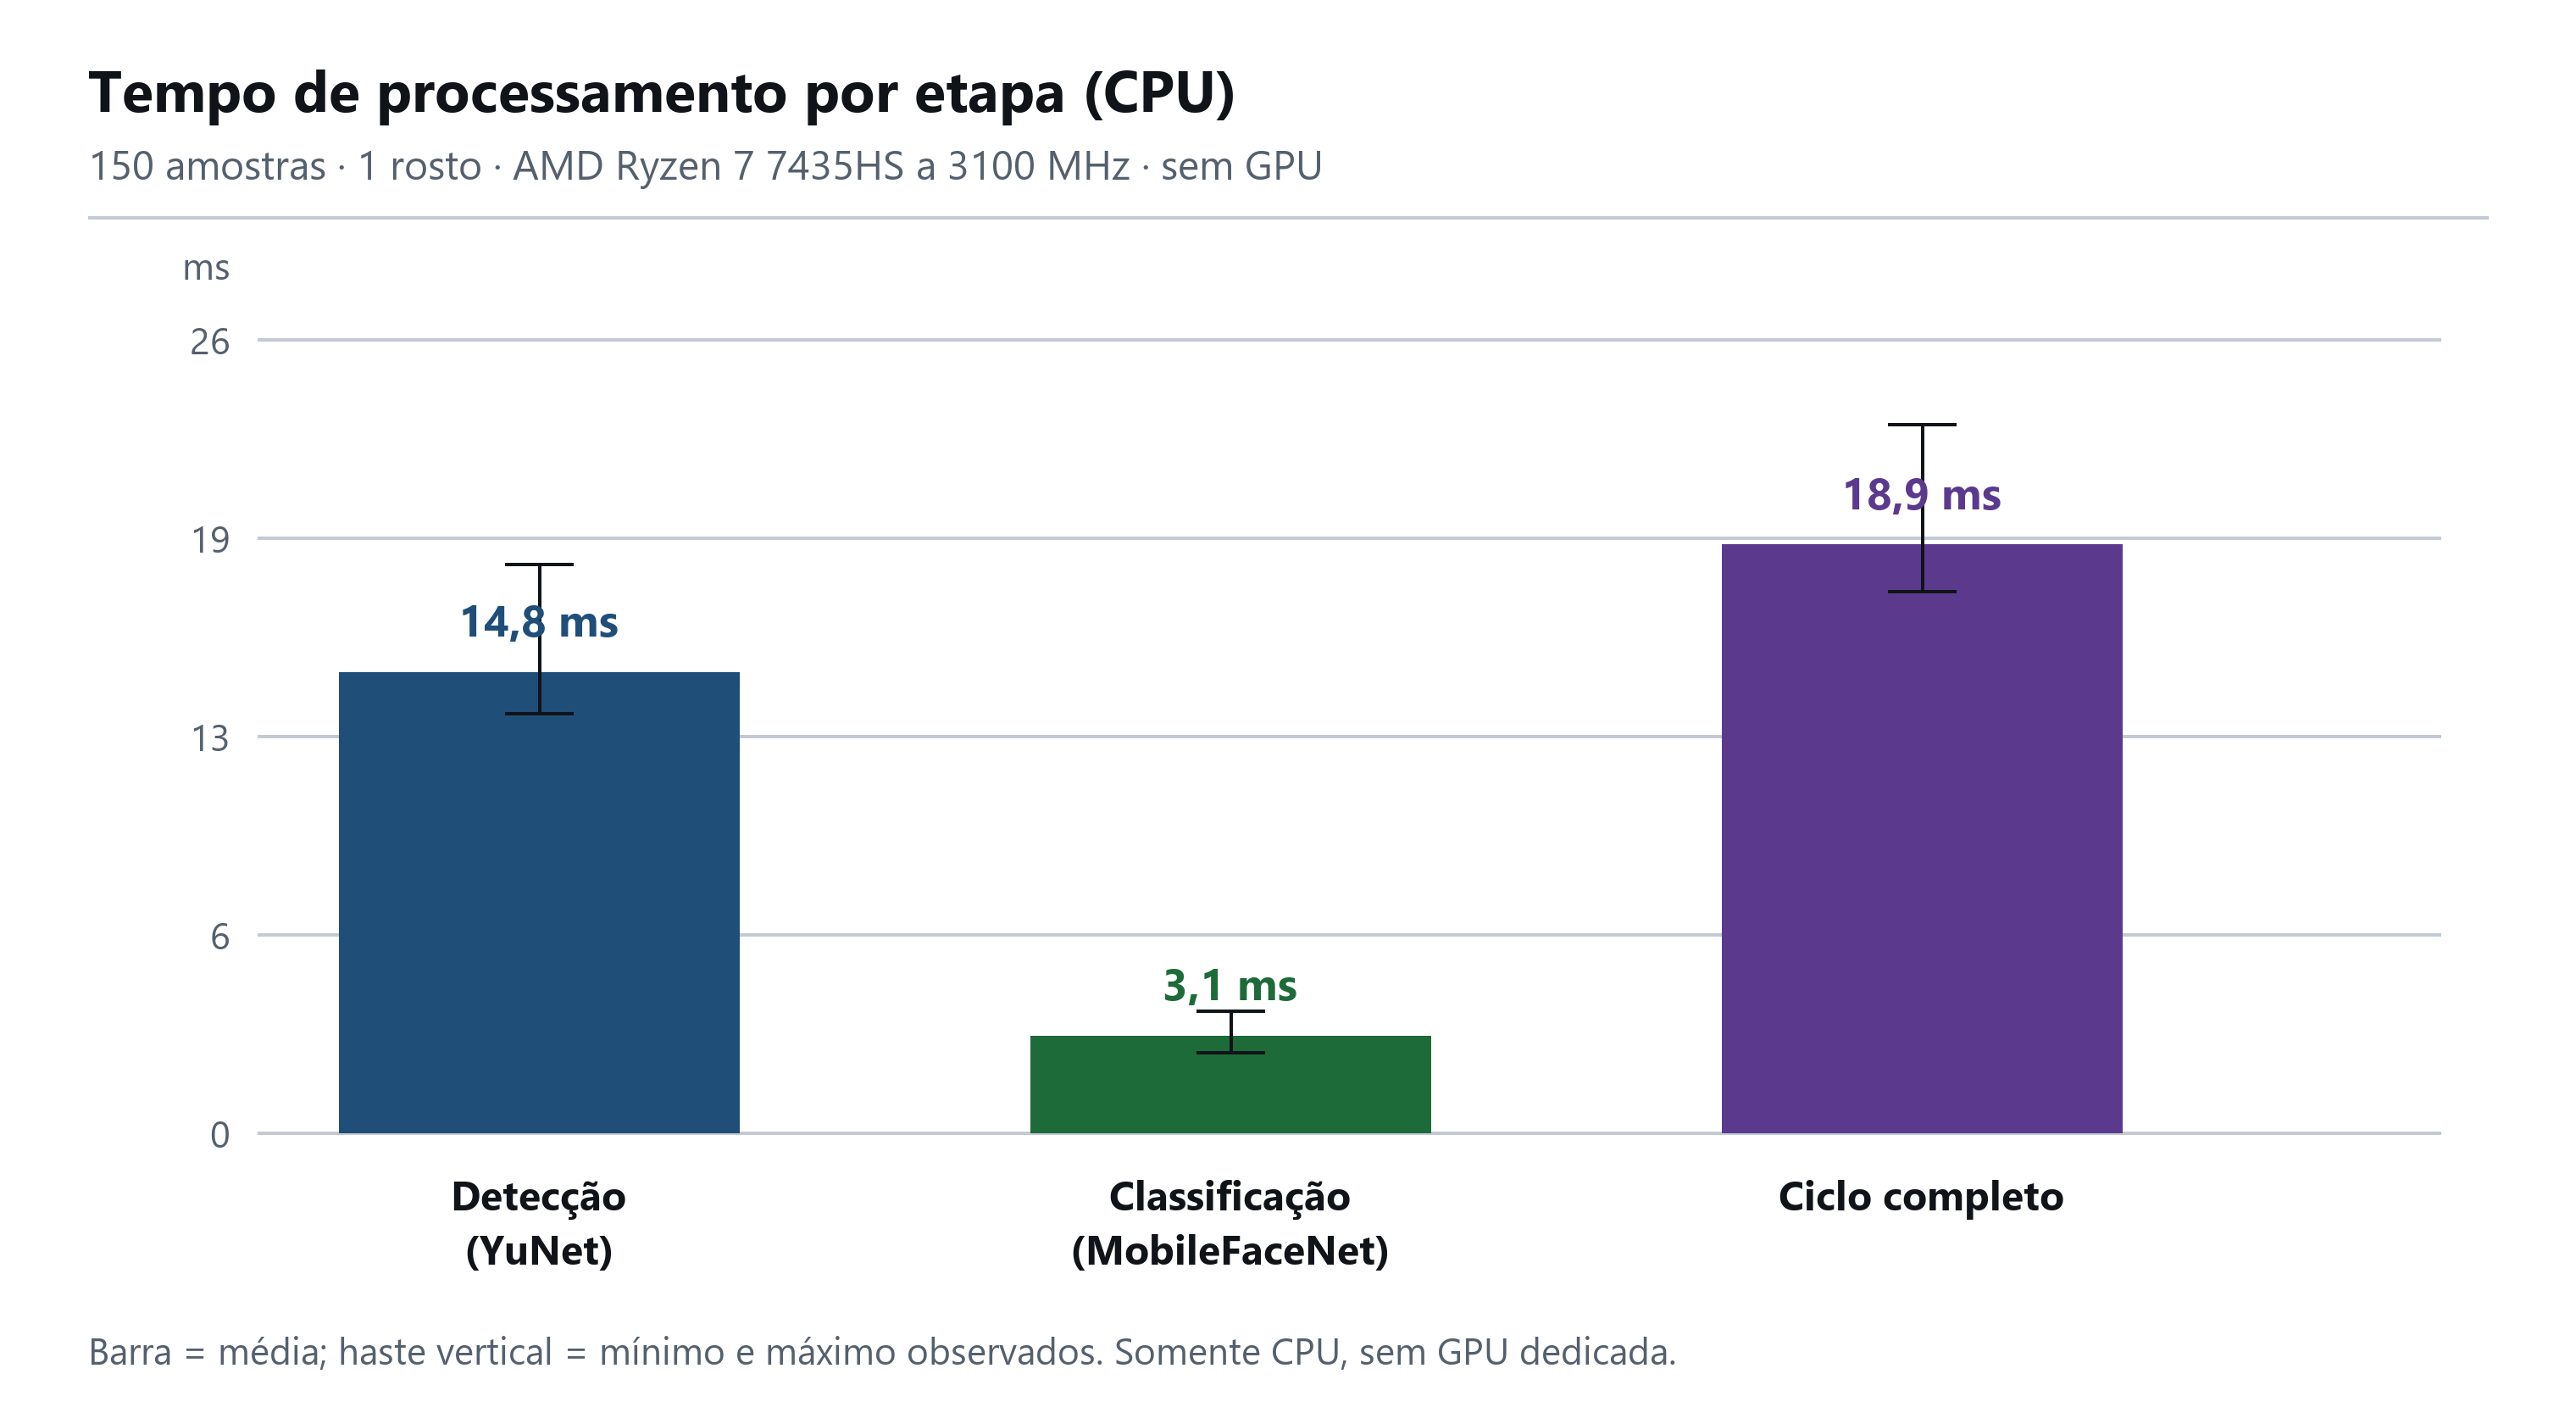 Tempo de processamento por etapa (CPU)
150 amostras · 1 rosto · AMD Ryzen 7 7435HS a 3100 MHz · sem GPU
ms
26
19
13
6
0
14,8 ms
3,1 ms
18,9 ms
Detecção
(YuNet)
Classificação
(MobileFaceNet)
Ciclo completo
Barra = média; haste vertical = mínimo e máximo observados. Somente CPU, sem GPU dedicada.